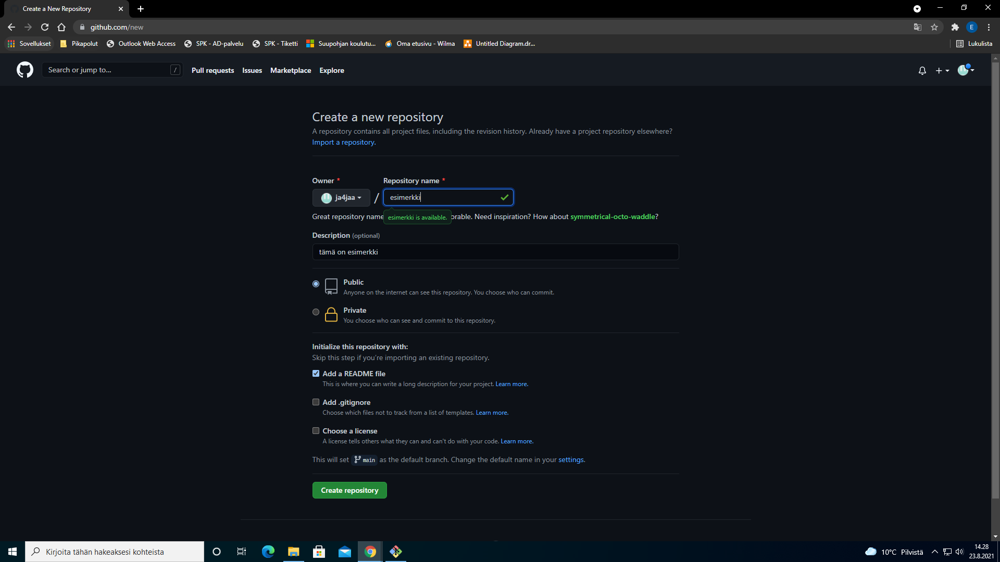 Create a New Repository
github.com/new
E
Sovellukset
Pikapolut
Outlook Web Access
SPK - AD-palvelu
SPK - Tiketti
Suupohjan koulutu...
Oma etusivu - Wilma
Untitled Diagram.dr...
Lukulista
Search or jump to...
/
Pull requests
Issues
Marketplace
Explore
Create a new repository
A repository contains all project files, including the revision history. Already have a project repository elsewhere?
Import a repository.
Owner *
Repository name *
ja4jaa
/
esimerkki
Great repository name
esimerkki is available.
orable. Need inspiration? How about symmetrical-octo-waddle?
Description (optional)
tämä on esimerkki
Public
Anyone on the internet can see this repository. You choose who can commit.
Private
You choose who can see and commit to this repository.
Initialize this repository with:
Skip this step if you're importing an existing repository.
Add a README file
This is where you can write a long description for your project. Learn more.
Add .gitignore
Choose which files not to track from a list of templates. Learn more.
Choose a license
A license tells others what they can and can't do with your code. Learn more.
This will set main as the default branch. Change the default name in your settings.
Create repository
Kirjoita tähän hakeaksesi kohteista
10°C Pilvistä
14.28
23.8.2021